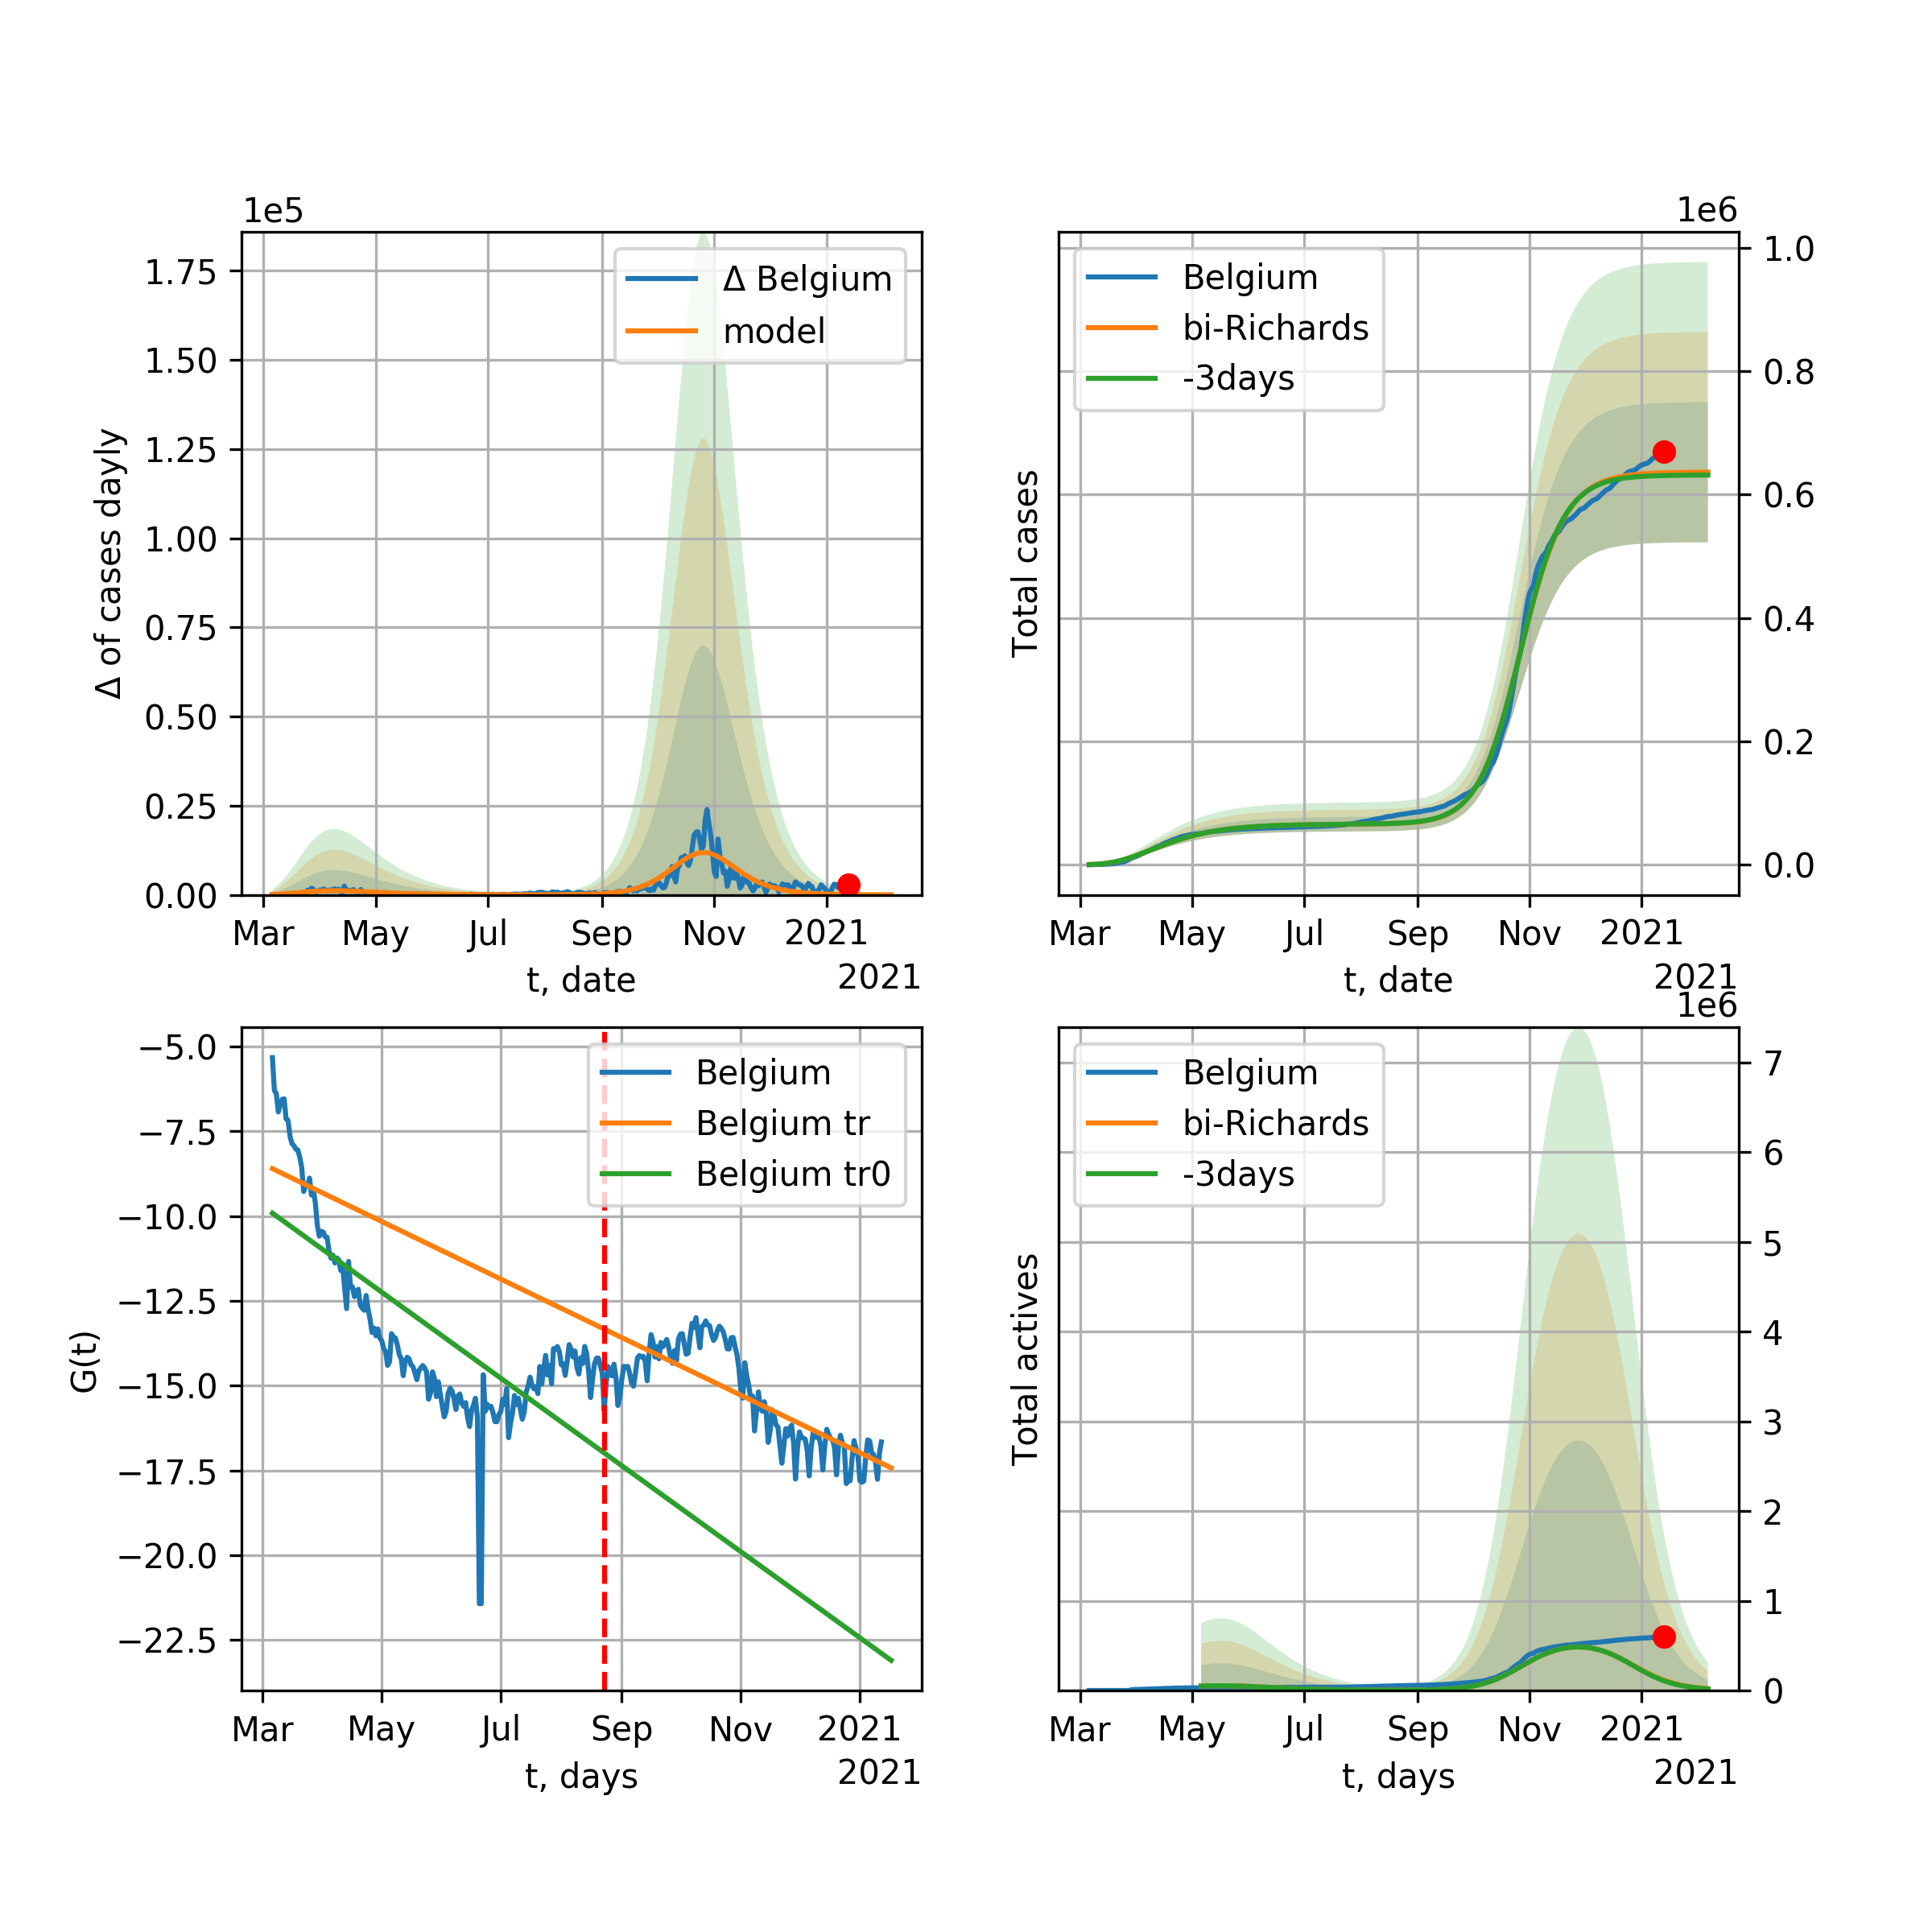 1e5
1.75
1.50
1.25
1.00
0.75
0.50
0.25
0.00
Δ of cases dayly
Δ Belgium
model
Mar May Jul Sep Nov 2021
t, date
2021
1e6
1.0
0.8
0.6
0.4
0.2
0.0
Total cases
Belgium
bi-Richards
-3days
Mar May Jul Sep Nov 2021
t, date
2021
−5.0
−7.5
−10.0
−12.5
−15.0
−17.5
−20.0
−22.5
G(t)
Belgium
Belgium tr
Belgium tr0
Mar May Jul Sep Nov 2021
t, days
2021
1e6
7
6
5
4
3
2
1
0
Total actives
Belgium
bi-Richards
-3days
Mar May Jul Sep Nov 2021
t, days
2021